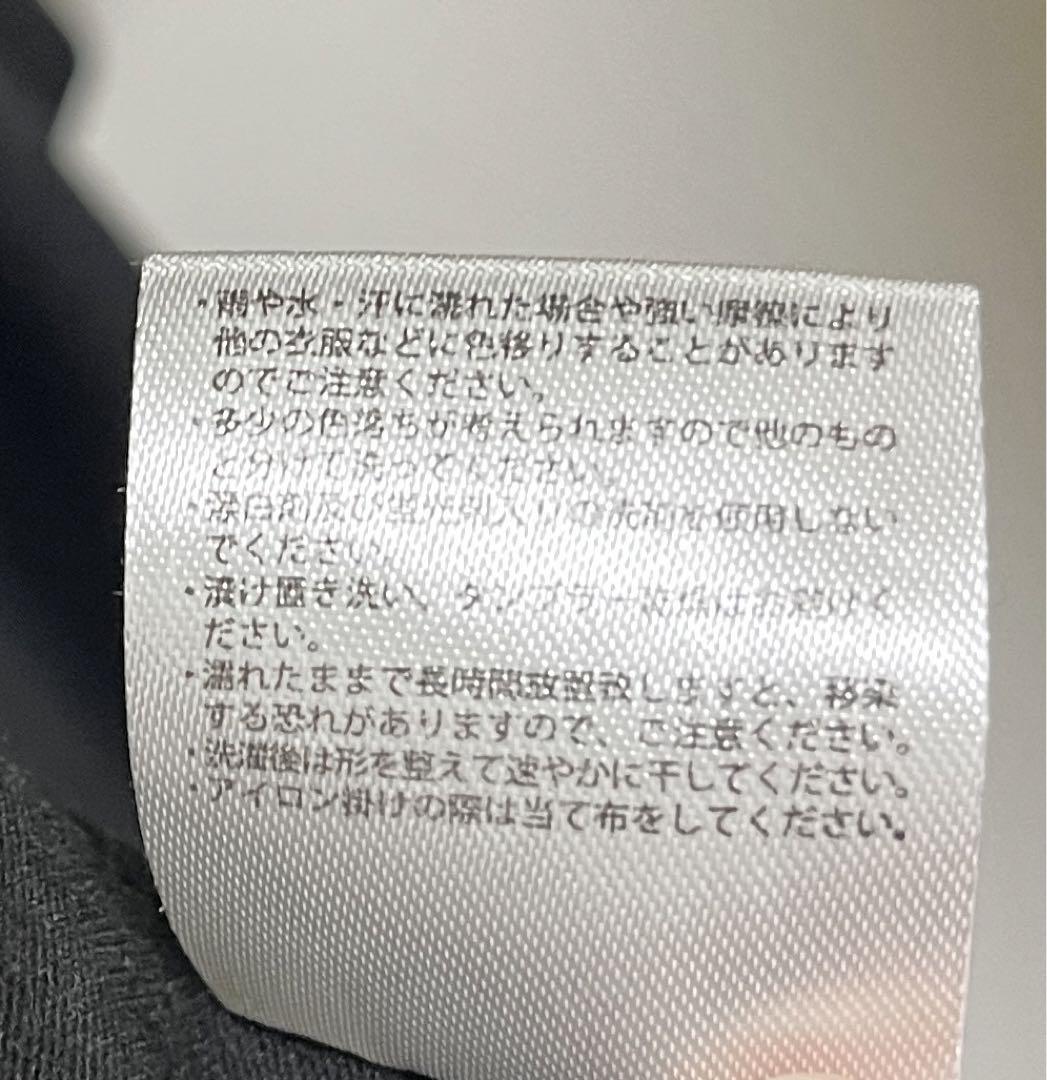 ・雨や水・汗に濡れた場合や強い摩擦により
他の衣服などに色移りすることがあります
のでご注意ください。
・多少の色落ちが考えられますので他のもの
と分けて洗ってください。
・漂白剤及び蛍光剤入りの洗剤を使用しない
でください。
・漬け置き洗い、タンブラー乾燥はお避けく
ださい。
・濡れたままで長時間放置致しますと、移染
する恐れがありますので、ご注意ください。
・洗濯後は形を整えて速やかに干してください。
・アイロン掛けの際は当て布をしてください。